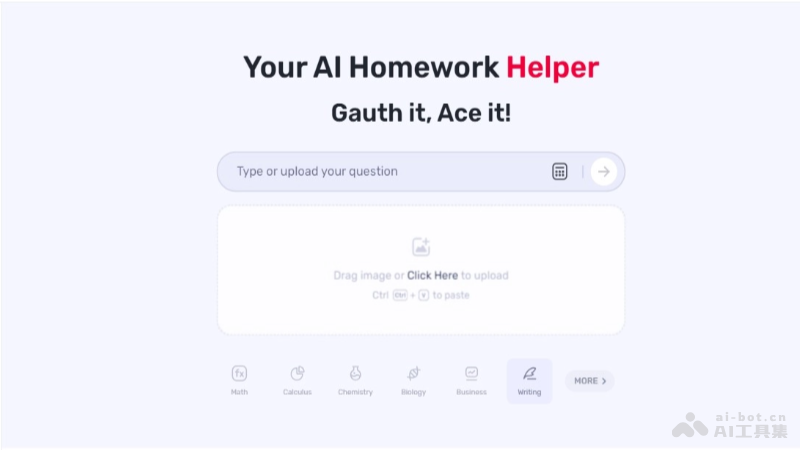 Your AI Homework Helper
Gauth it, Ace it!
Type or upload your question
Drag image or Click Here to upload
Ctrl Ctrl + V to paste
fx
Math Calculus Chemistry Biology Business Writing MORE >
ai-bot.cn
AI工具集